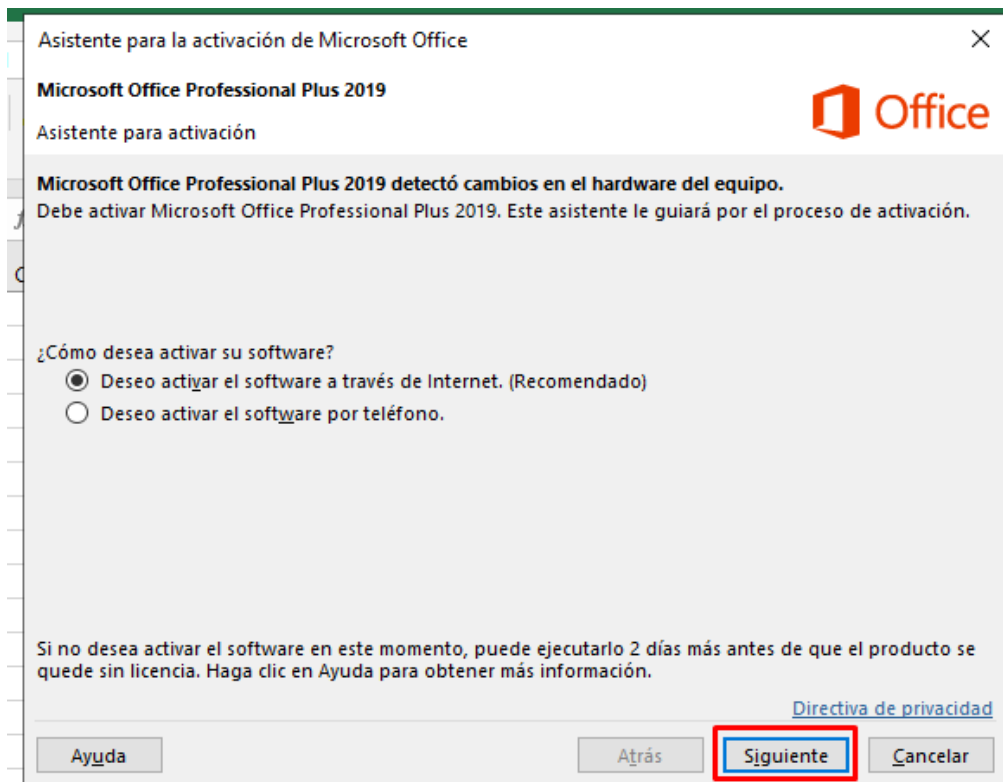 Asistente para la activación de Microsoft Office
Microsoft Office Professional Plus 2019
Office
Asistente para activación
Microsoft Office Professional Plus 2019 detectó cambios en el hardware del equipo.
Debe activar Microsoft Office Professional Plus 2019. Este asistente le guiará por el proceso de activación.
¿Cómo desea activar su software?
Deseo activar el software a través de Internet. (Recomendado)
Deseo activar el software por teléfono.
Si no desea activar el software en este momento, puede ejecutarlo 2 días más antes de que el producto se
quede sin licencia. Haga clic en Ayuda para obtener más información.
Directiva de privacidad
Ayuda
Atrás
Siguiente
Cancelar